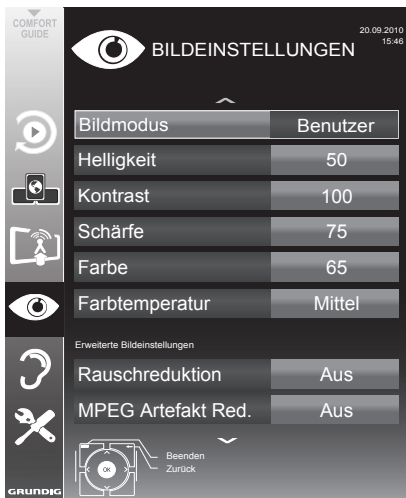 COMFORT
GUIDE
BILDEINSTELLUNGEN
20.09.2010
15:46
Bildmodus Benutzer
Helligkeit 50
Kontrast 100
Schärfe 75
Farbe 65
Farbtemperatur Mittel
Erweiterte Bildeinstellungen
Rauschreduktion Aus
MPEG Artefakt Red. Aus
OK
Beenden
Zurück
GRUNDIG